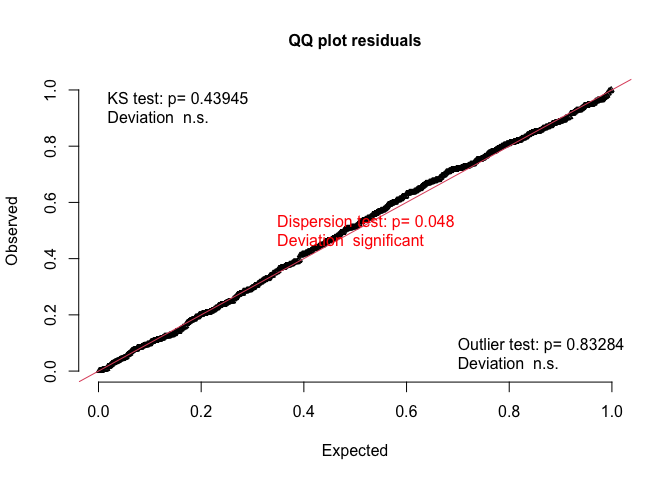 QQ plot residuals
KS test: p= 0.43945
Deviation n.s.
Dispersion test: p= 0.048
Deviation significant
Outlier test: p= 0.83284
Deviation n.s.
Observed
0.0
0.2
0.4
0.6
0.8
1.0
0.0 0.2 0.4 0.6 0.8 1.0
Expected